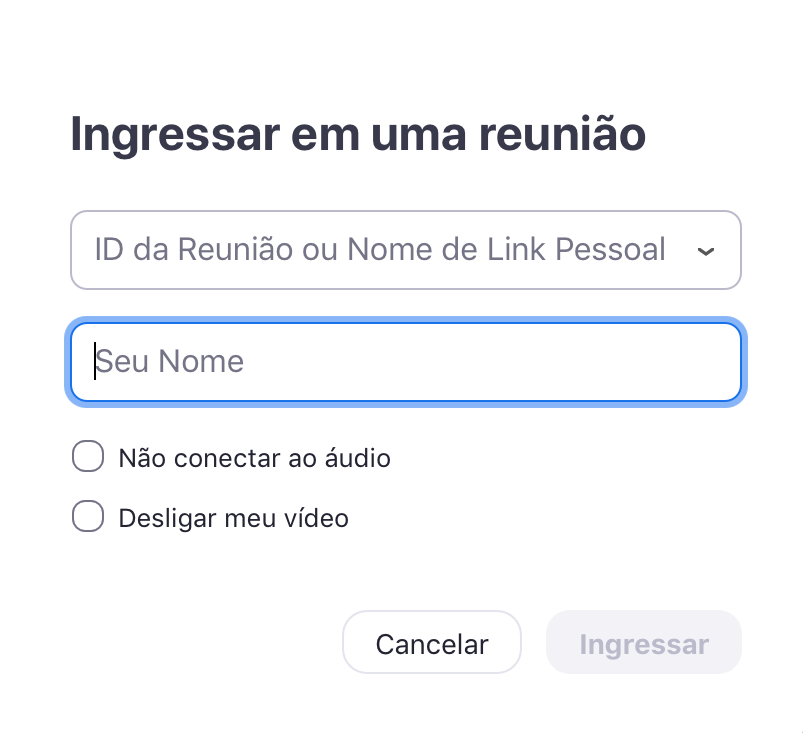 Ingressar em uma reunião
ID da Reunião ou Nome de Link Pessoal
Seu Nome
Não conectar ao áudio
Desligar meu vídeo
Cancelar
Ingressar